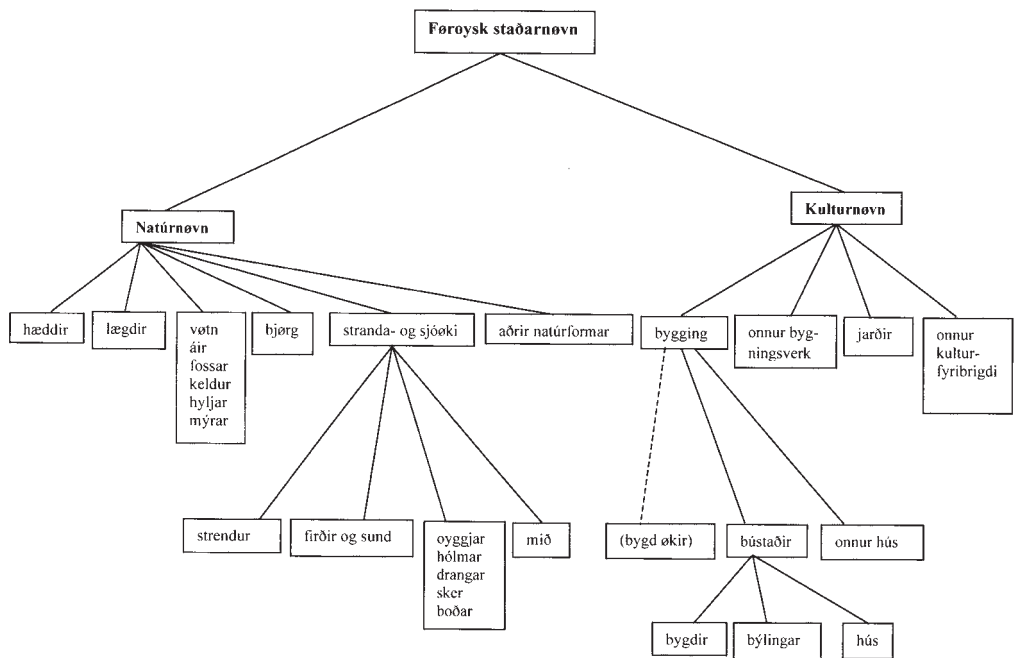 Føroysk staðarnøvn
Natúrnøvn
Kulturnøvn
hæddir
lægdir
vøtn
áir
fossar
keldur
hyljar
mýrar
bjørg
stranda- og sjóøki
aðrir natúrformar
bygging
onnur byg-
ningsverk
jarðir
onnur
kultur-
fyribrigdi
strendur
firðir og sund
oyggjar
hólmar
drangar
sker
boðar
mið
(bygd økir)
bústaðir
onnur hús
bygdir
býlingar
hús